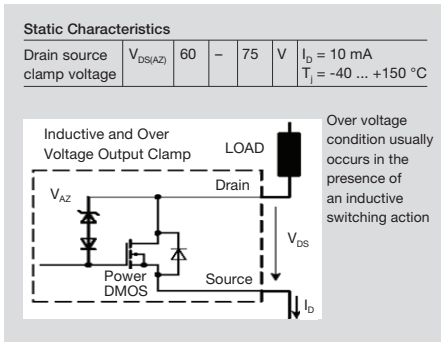 Static Characteristics
Drain source V_DS(AZ) 60 – 75 V I_D = 10 mA
clamp voltage T_j = -40 ... +150 °C
Inductive and Over
Voltage Output Clamp
LOAD
Drain
V_AZ
V_DS
Power
DMOS
Source
I_D
Over voltage
condition usually
occurs in the
presence of
an inductive
switching action